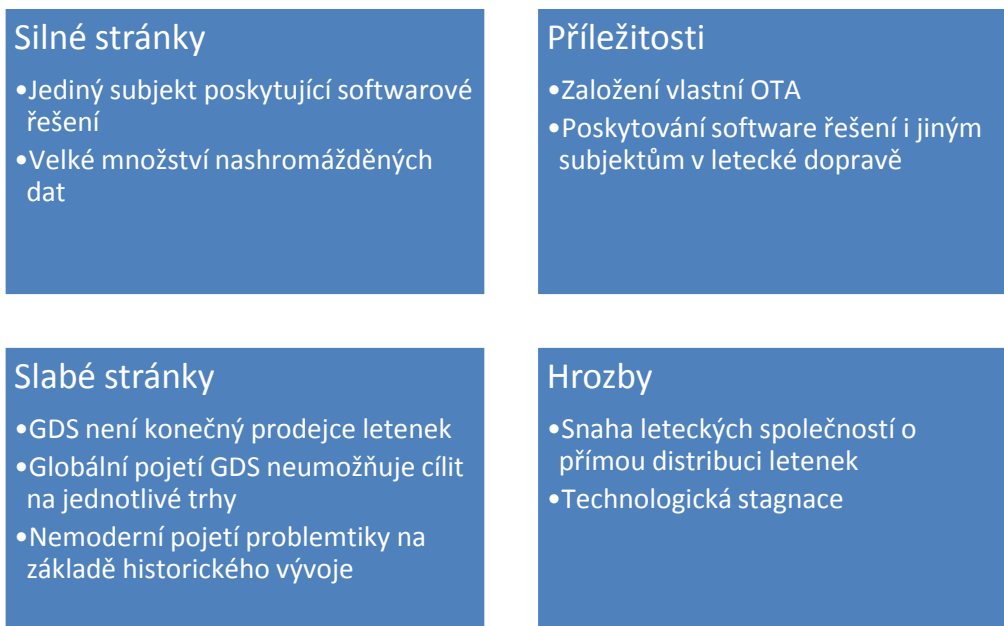 Silné stránky
•Jediný subjekt poskytující softwarové
řešení
•Velké množství nashromážděných
dat
Příležitosti
•Založení vlastní OTA
•Poskytování software řešení i jiným
subjektům v letecké dopravě
Slabé stránky
•GDS není konečný prodejce letenek
•Globální pojetí GDS neumožňuje cílit
na jednotlivé trhy
•Nemoderní pojetí problemtiky na
základě historického vývoje
Hrozby
•Snaha leteckých společností o
přímou distribuci letenek
•Technologická stagnace